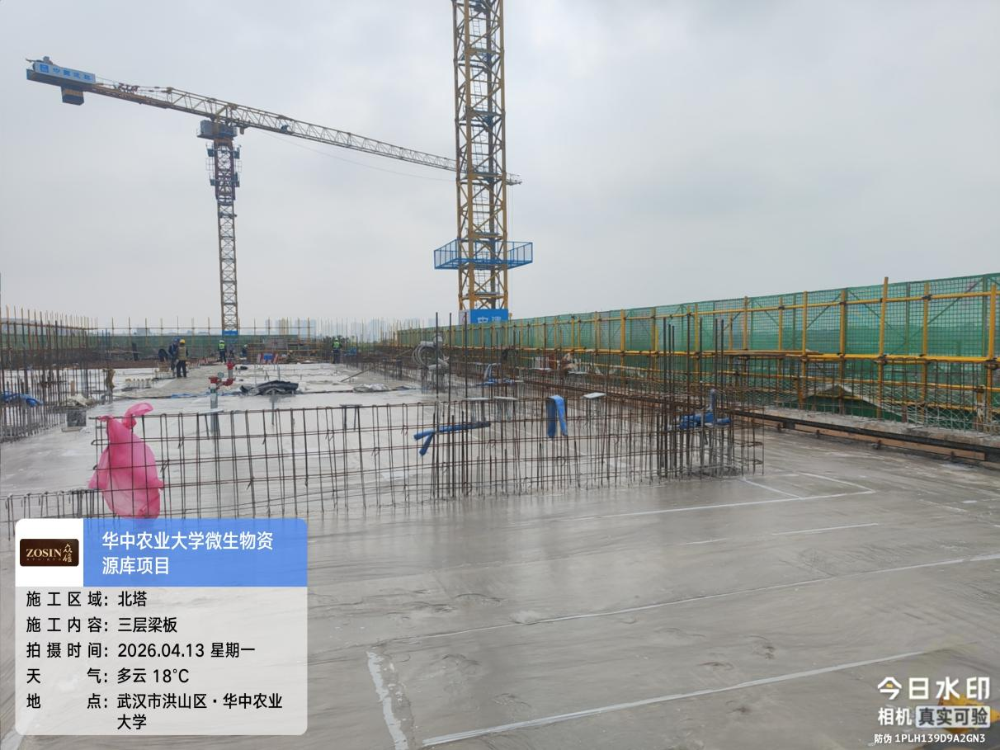 ZOSIN 众信
华中农业大学微生物资
源库项目
施工区域：北塔
施工内容：三层梁板
拍摄时间：2026.04.13 星期一
天气：多云 18℃
地点：武汉市洪山区·华中农业
大学
今日水印
相机 真实可验
防伪 1PLH139D9A2GN3